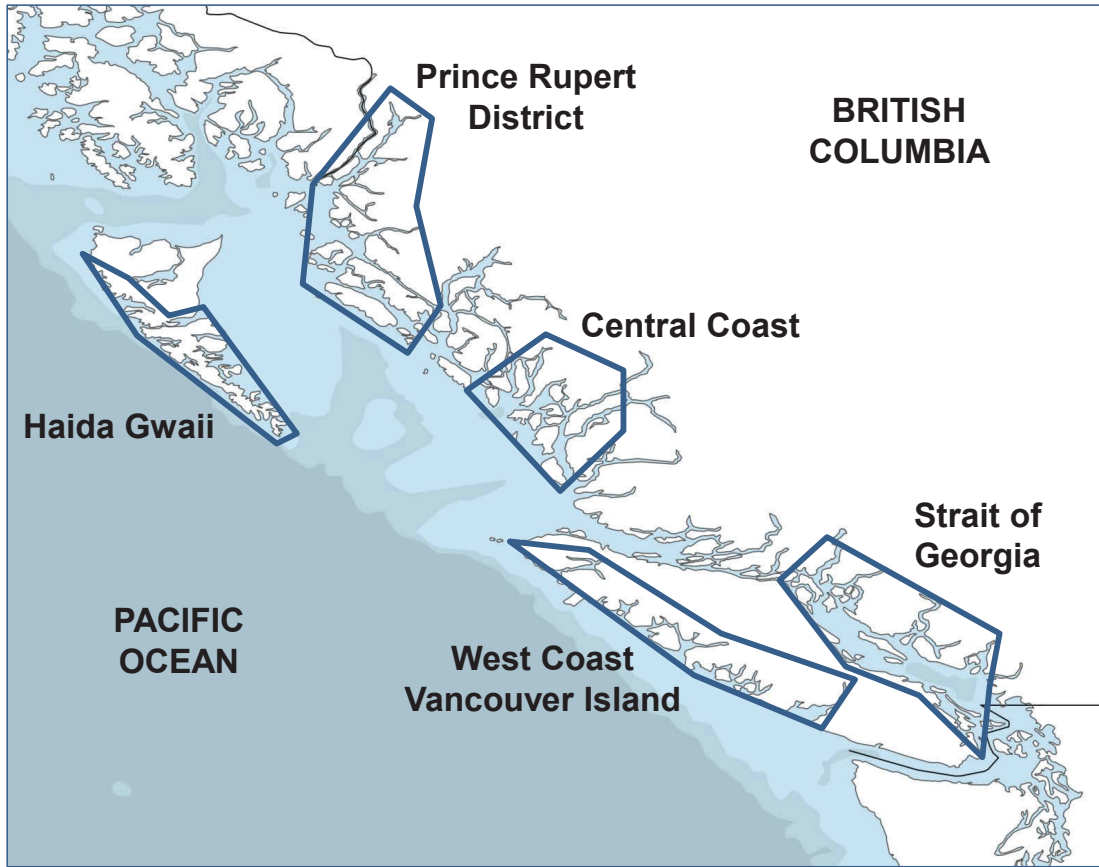 Prince Rupert
District
BRITISH
COLUMBIA
Central Coast
Haida Gwaii
Strait of
Georgia
PACIFIC
OCEAN
West Coast
Vancouver Island